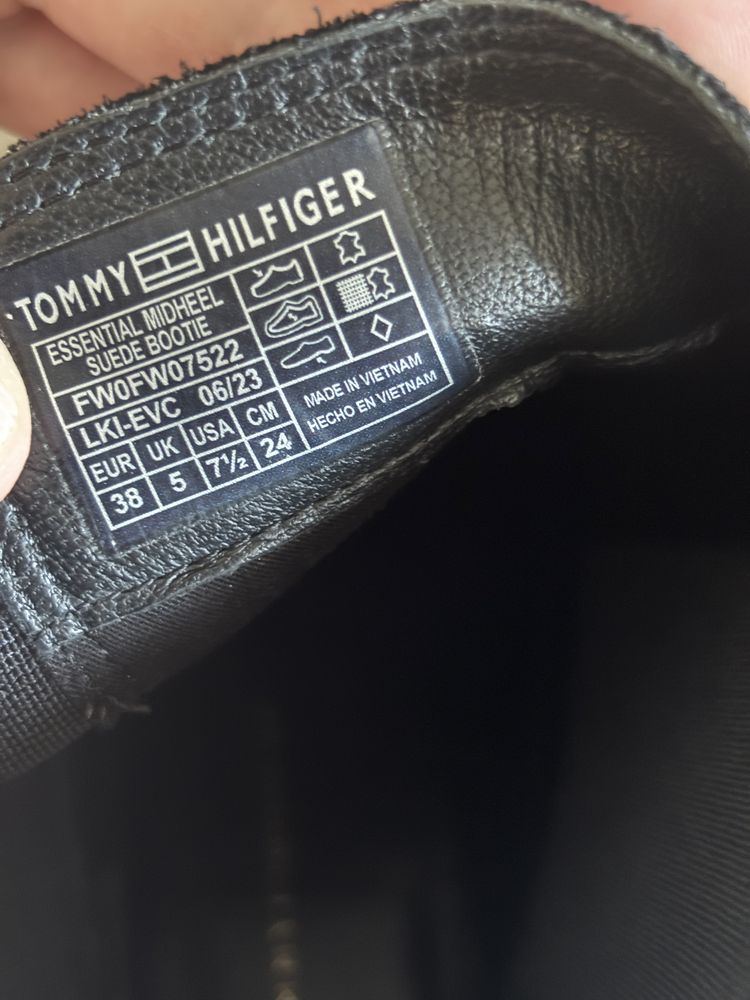 TOMMY HILFIGER
ESSENTIAL MIDHEEL
SUEDE BOOTIE
FW0FW07522
LKI-EVC 06/23
EUR UK USA CM
38 5 7½ 24
MADE IN VIETNAM
HECHO EN VIETNAM